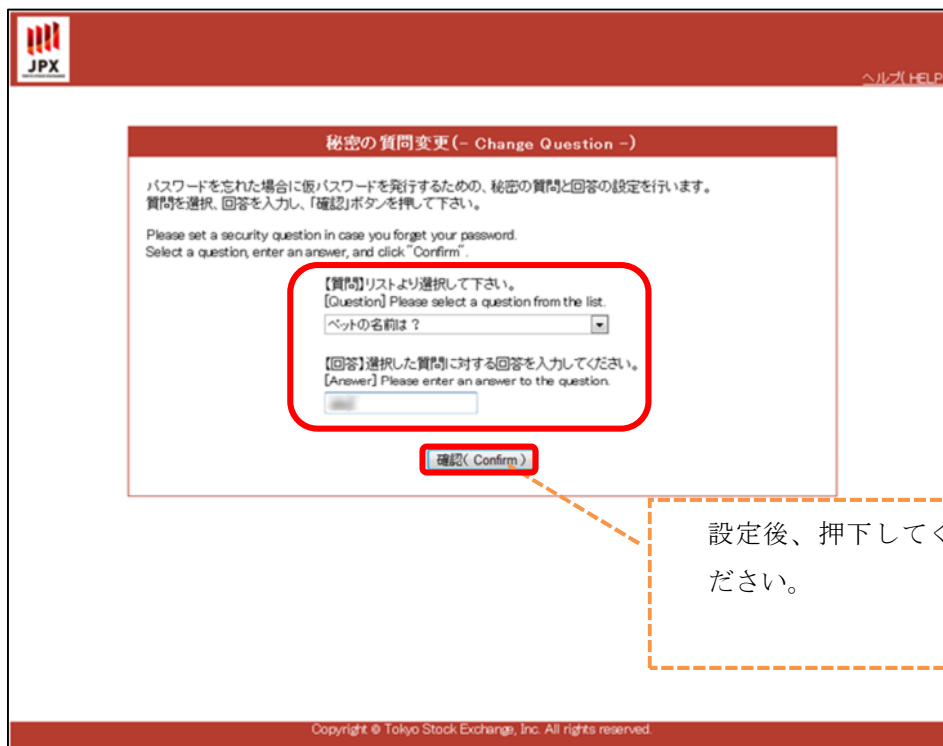 JPX
ヘルプ(HELP
秘密の質問変更(- Change Question -)
パスワードを忘れた場合に仮パスワードを発行するための、秘密の質問と回答の設定を行います。
質問を選択、回答を入力し、「確認」ボタンを押して下さい。
Please set a security question in case you forget your password.
Select a question, enter an answer, and click "Confirm".
【質問】リストより選択して下さい。
[Question] Please select a question from the list.
ペットの名前は？
【回答】選択した質問に対する回答を入力してください。
[Answer] Please enter an answer to the question.
確認( Confirm )
設定後、押下してく
ださい。
Copyright © Tokyo Stock Exchange, Inc. All rights reserved.